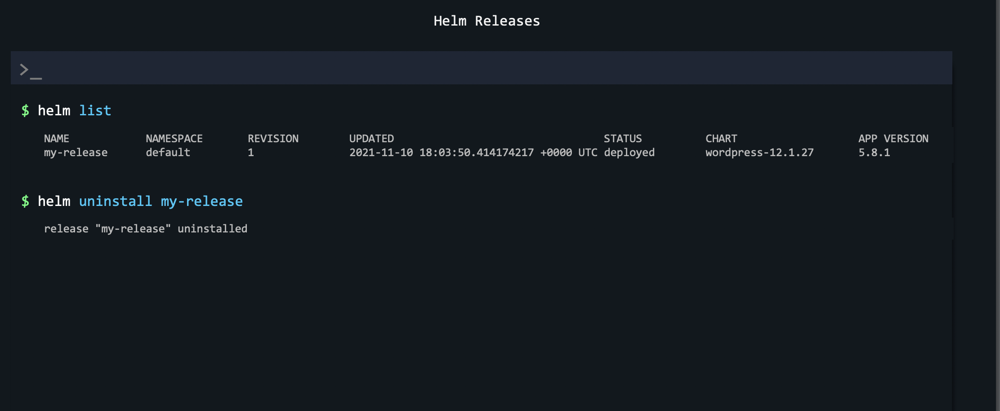 Helm Releases
>_
$ helm list
NAME NAMESPACE REVISION UPDATED STATUS CHART APP VERSION
my-release default 1 2021-11-10 18:03:50.414174217 +0000 UTC deployed wordpress-12.1.27 5.8.1
$ helm uninstall my-release
release "my-release" uninstalled